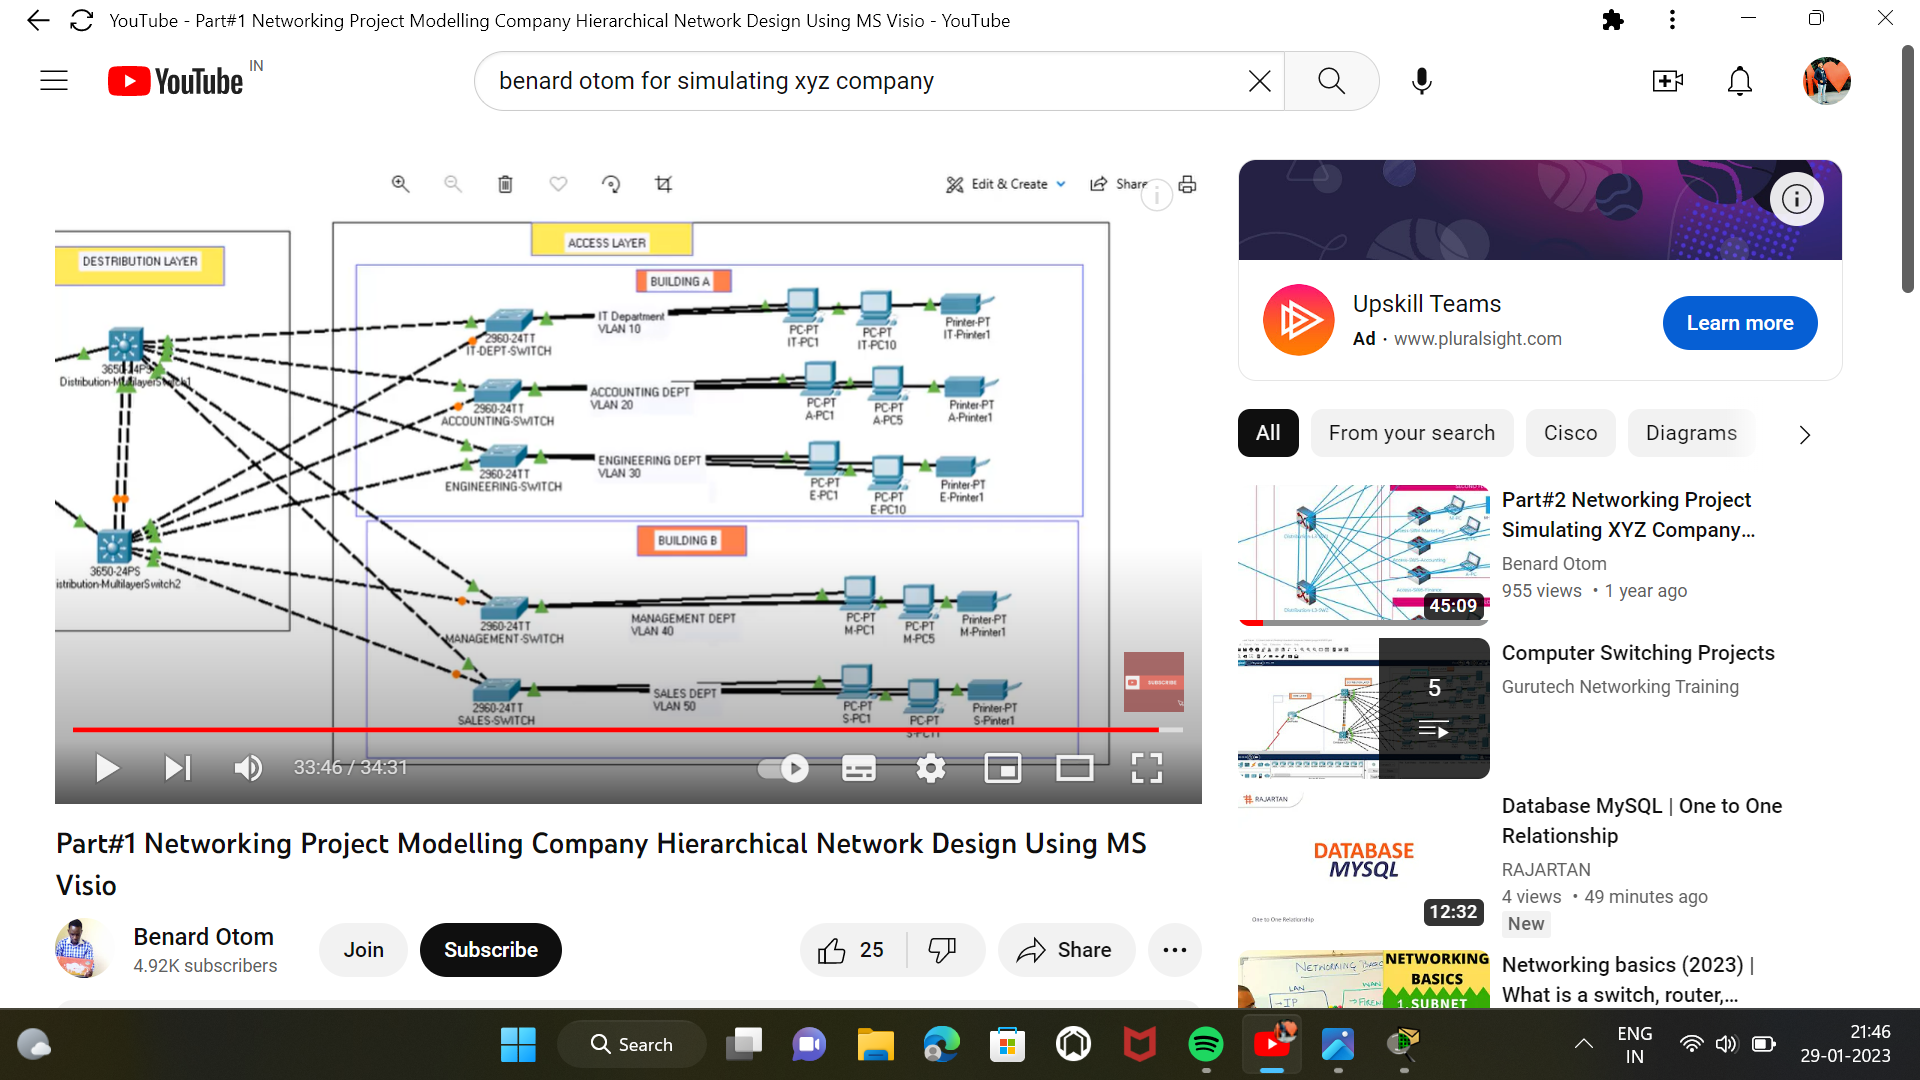 YouTube - Part#1 Networking Project Modelling Company Hierarchical Network Design Using MS Visio - YouTube
YouTube IN
benard otom for simulating xyz company
Edit & Create
Share
DESTRIBUTION LAYER
ACCESS LAYER
BUILDING A
IT Department
VLAN 10
2960-24TT
IT-DEPT-SWITCH
PC-PT
IT-PC1
PC-PT
IT-PC10
Printer-PT
IT-Printer1
3650-24PS
Distribution-MultilayerSwitch1
ACCOUNTING DEPT
VLAN 20
2960-24TT
ACCOUNTING-SWITCH
PC-PT
A-PC1
PC-PT
A-PC5
Printer-PT
A-Printer1
ENGINEERING DEPT
VLAN 30
2960-24TT
ENGINEERING-SWITCH
PC-PT
E-PC1
PC-PT
E-PC10
Printer-PT
E-Printer1
BUILDING B
3650-24PS
istribution-MultilayerSwitch2
MANAGEMENT DEPT
VLAN 40
2960-24TT
MANAGEMENT-SWITCH
PC-PT
M-PC1
PC-PT
M-PC5
Printer-PT
M-Printer1
SALES DEPT
VLAN 50
2960-24TT
SALES-SWITCH
PC-PT
S-PC1
PC-PT
S-PC11
Printer-PT
S-Pinter1
SUBSCRIBE
33:46 / 34:31
Part#1 Networking Project Modelling Company Hierarchical Network Design Using MS
Visio
Benard Otom
4.92K subscribers
Join
Subscribe
25
Share
Upskill Teams
Ad · www.pluralsight.com
Learn more
All
From your search
Cisco
Diagrams
45:09
Part#2 Networking Project
Simulating XYZ Company...
Benard Otom
955 views • 1 year ago
5
Computer Switching Projects
Gurutech Networking Training
RAJARTAN
DATABASE
MYSQL
One to One Relationship
12:32
Database MySQL | One to One
Relationship
RAJARTAN
4 views • 49 minutes ago
New
NETWORKING
BASICS
1. SUBNET
LAN
WAN
IP
Networking basics (2023) |
What is a switch, router,...
Search
ENG
IN
21:46
29-01-2023